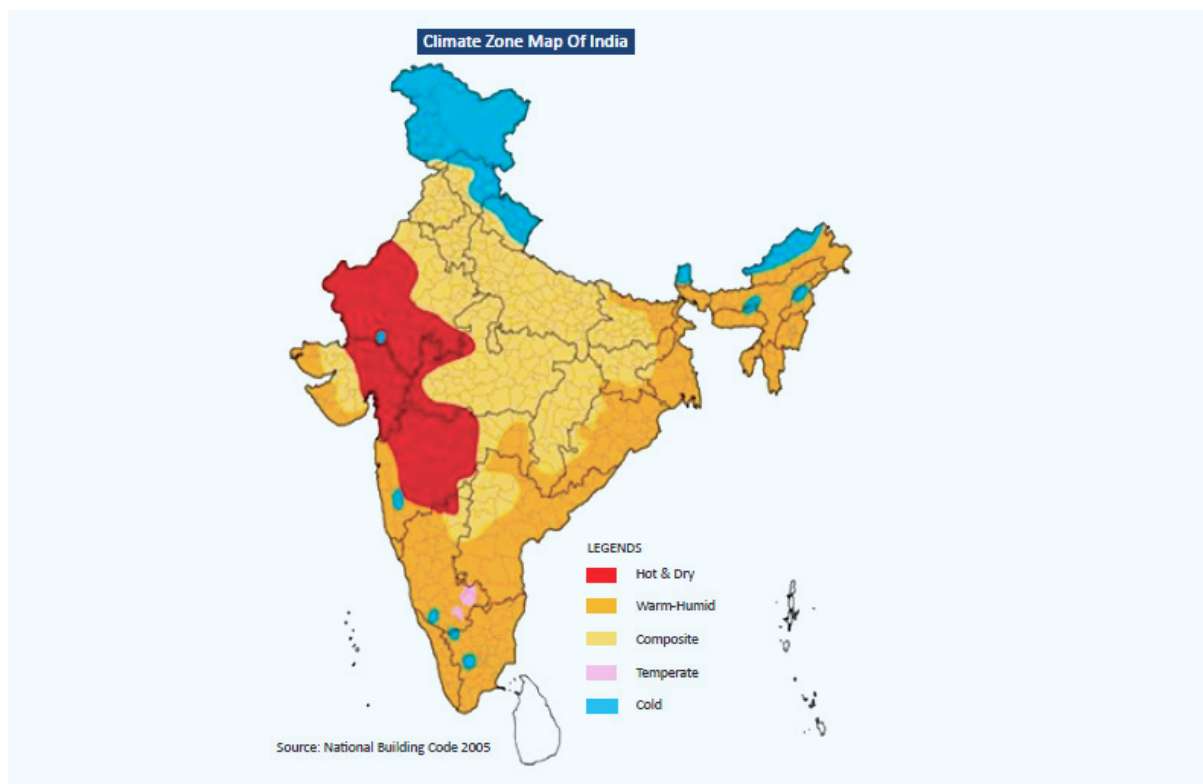 Climate Zone Map Of India
LEGENDS
Hot & Dry
Warm-Humid
Composite
Temperate
Cold
Source: National Building Code 2005